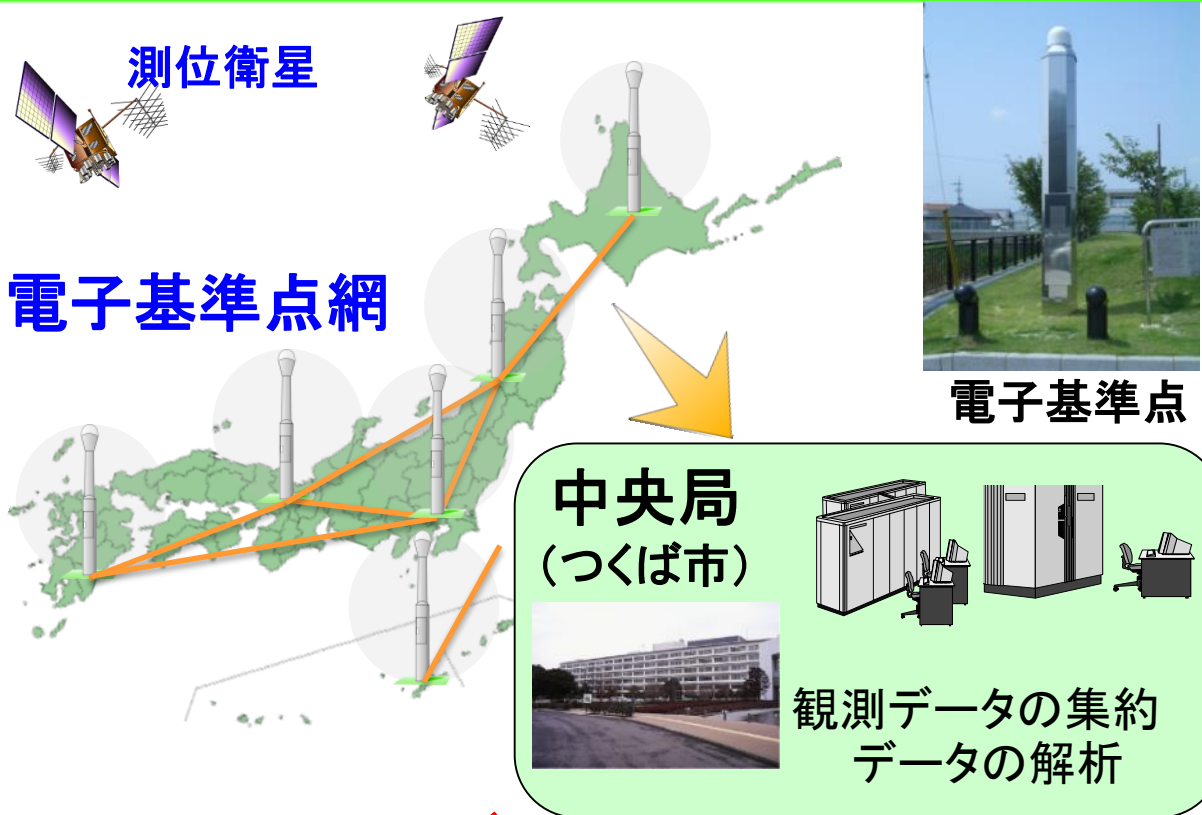 測位衛星
電子基準点網
電子基準点
中央局
(つくば市)
観測データの集約
データの解析